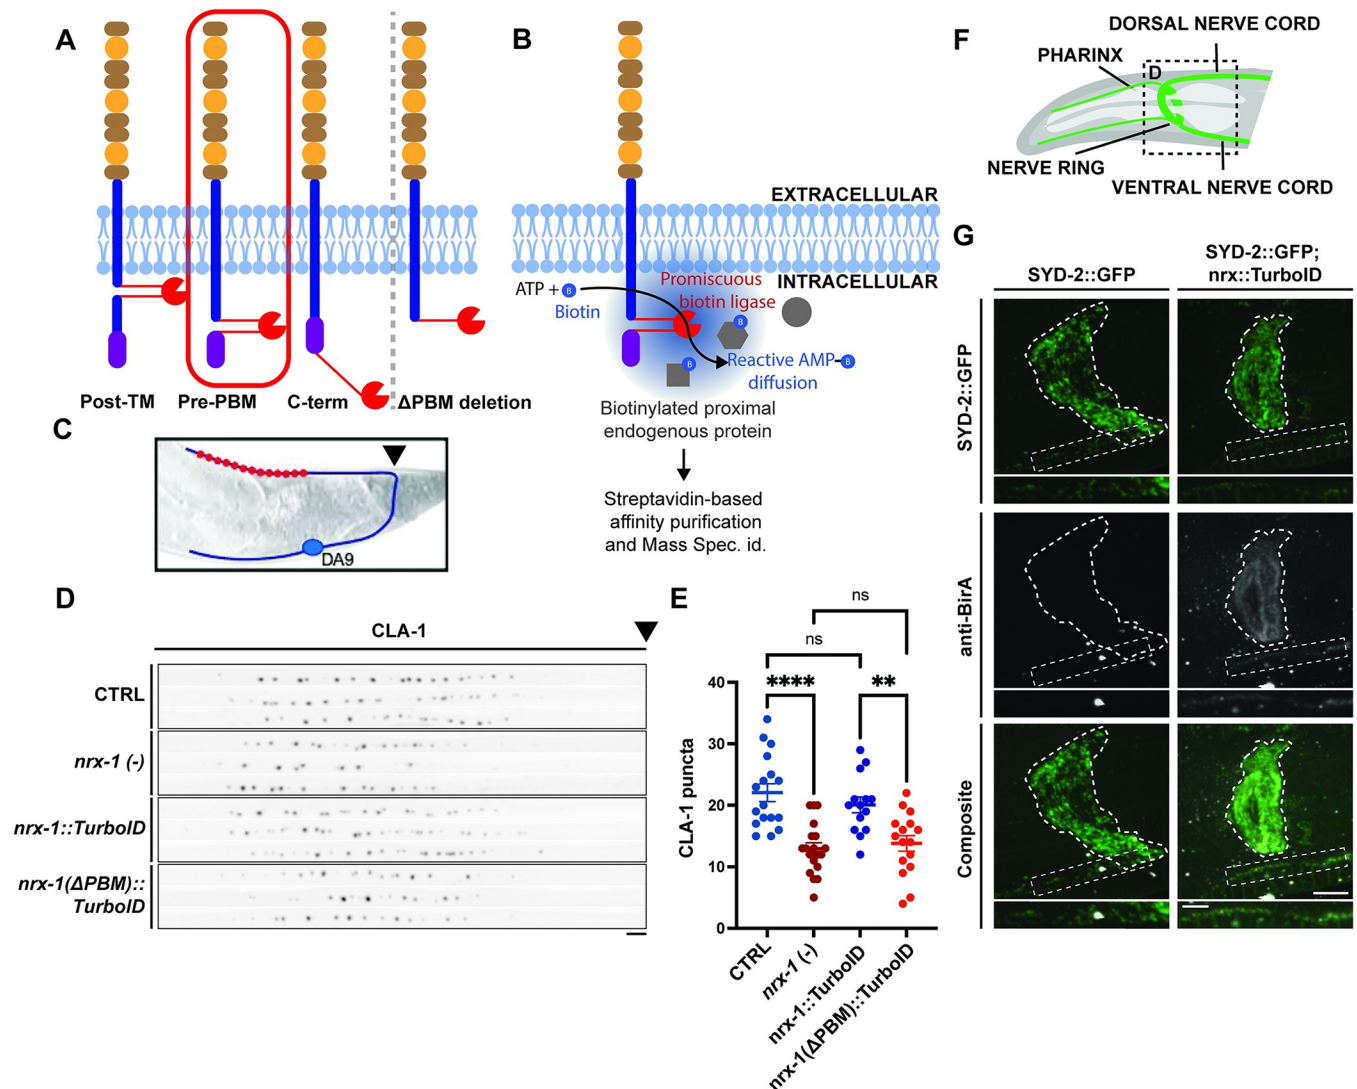 A
Post-TM
Pre-PBM
C-term
ΔPBM deletion
B
EXTRACELLULAR
INTRACELLULAR
Promiscuous
biotin ligase
ATP + B
Biotin
B
B
Reactive AMP-B
diffusion
Biotinylated proximal
endogenous protein
Streptavidin-based
affinity purification
and Mass Spec. id.
C
DA9
D
CLA-1
CTRL
nrx-1 (-)
nrx-1::TurboID
nrx-1(ΔPBM)::
TurboID
E
ns
ns
****
**
CLA-1 puncta
40
30
20
10
0
CTRL
nrx-1 (-)
nrx-1::TurboID
nrx-1(ΔPBM)::TurboID
F
DORSAL NERVE CORD
PHARINX
D
NERVE RING
VENTRAL NERVE CORD
G
SYD-2::GFP
SYD-2::GFP;
nrx::TurboID
SYD-2::GFP
anti-BirA
Composite